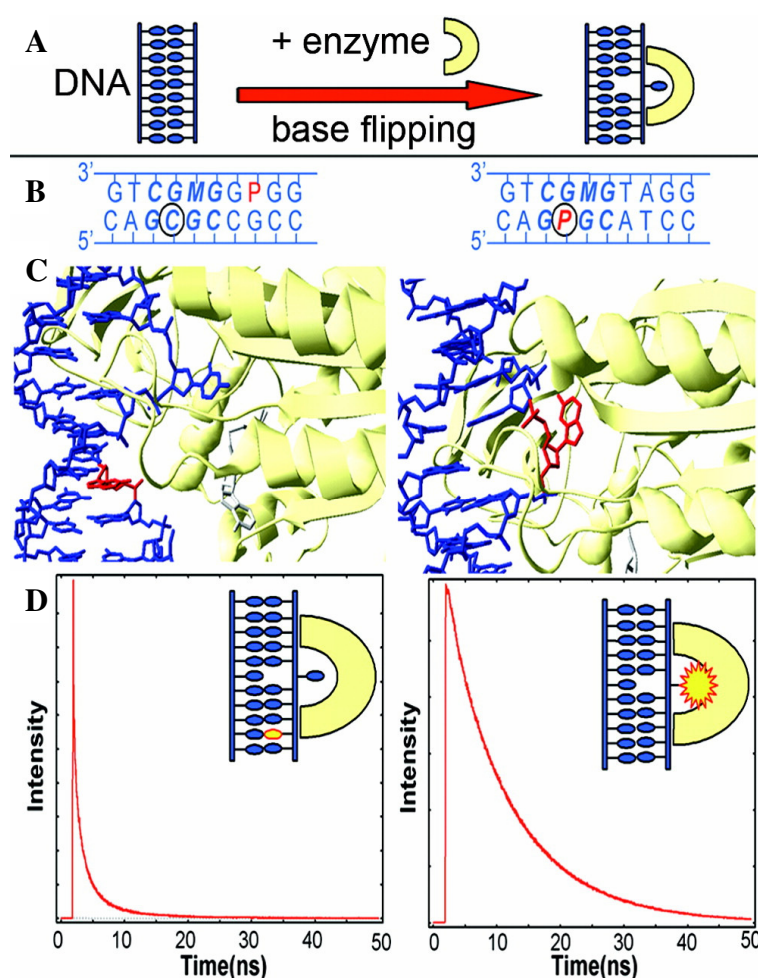 A
DNA
+ enzyme
base flipping
B
3'
GTCGMGGPGG
CAGCGCCGCC
5'
3'
GTCGMGTAGG
CAGPGCATCC
5'
C
D
Intensity
0 10 20 30 40 50
Time(ns)
Intensity
0 10 20 30 40 50
Time(ns)